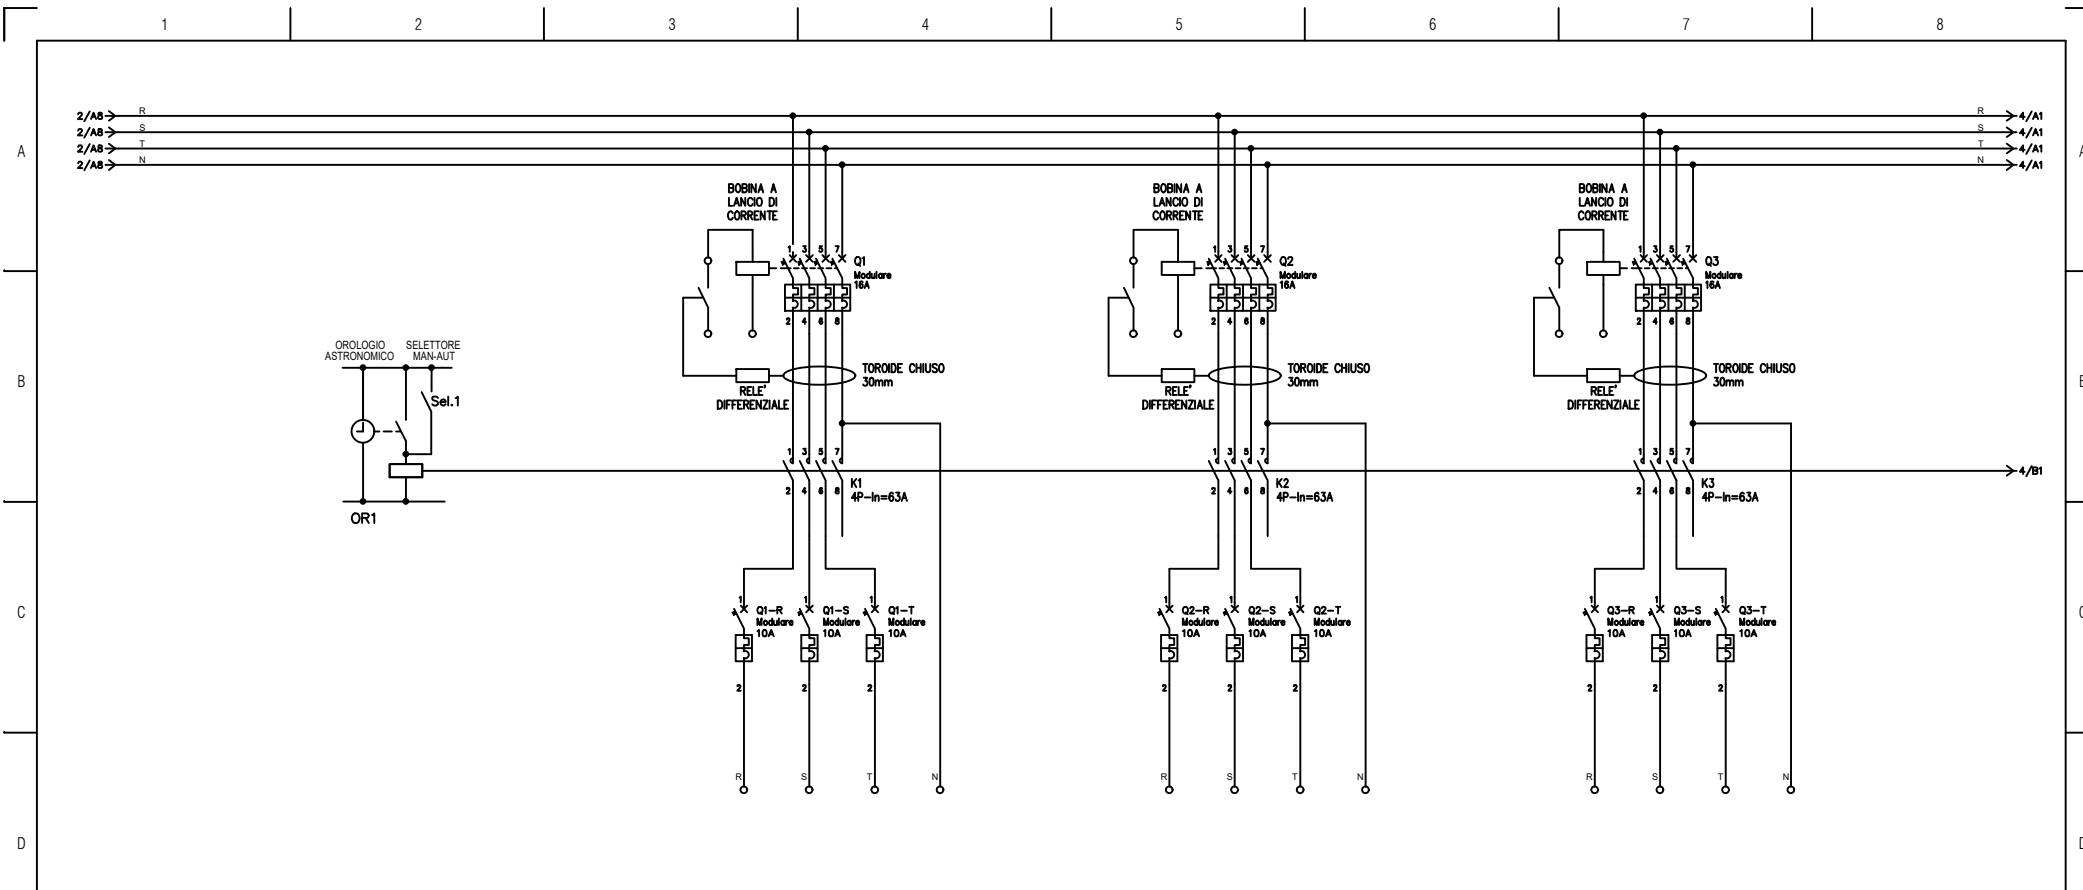 1 2 3 4 5 6 7 8
2/A8 R R 4/A1
2/A8 S S 4/A1
2/A8 T T 4/A1
2/A8 N N 4/A1
A A
BOBINA A
LANCIO DI
CORRENTE
1 3 5 7
Q1
Modulare
16A
2 4 6 8
BOBINA A
LANCIO DI
CORRENTE
1 3 5 7
Q2
Modulare
16A
2 4 6 8
BOBINA A
LANCIO DI
CORRENTE
1 3 5 7
Q3
Modulare
16A
2 4 6 8
OROLOGIO
ASTRONOMICO
SELETTORE
MAN-AUT
Sel.1
OR1
B
TOROIDE CHIUSO
30mm
RELE'
DIFFERENZIALE
TOROIDE CHIUSO
30mm
RELE'
DIFFERENZIALE
TOROIDE CHIUSO
30mm
RELE'
DIFFERENZIALE
1 3 5 7
2 4 6 8
K1
4P-In=63A
1 3 5 7
2 4 6 8
K2
4P-In=63A
1 3 5 7
2 4 6 8
K3
4P-In=63A
4/B1
C
1
Q1-R
Modulare
10A
2
1
Q1-S
Modulare
10A
2
1
Q1-T
Modulare
10A
2
1
Q2-R
Modulare
10A
2
1
Q2-S
Modulare
10A
2
1
Q2-T
Modulare
10A
2
1
Q3-R
Modulare
10A
2
1
Q3-S
Modulare
10A
2
1
Q3-T
Modulare
10A
2
R S T N
R S T N
R S T N
D